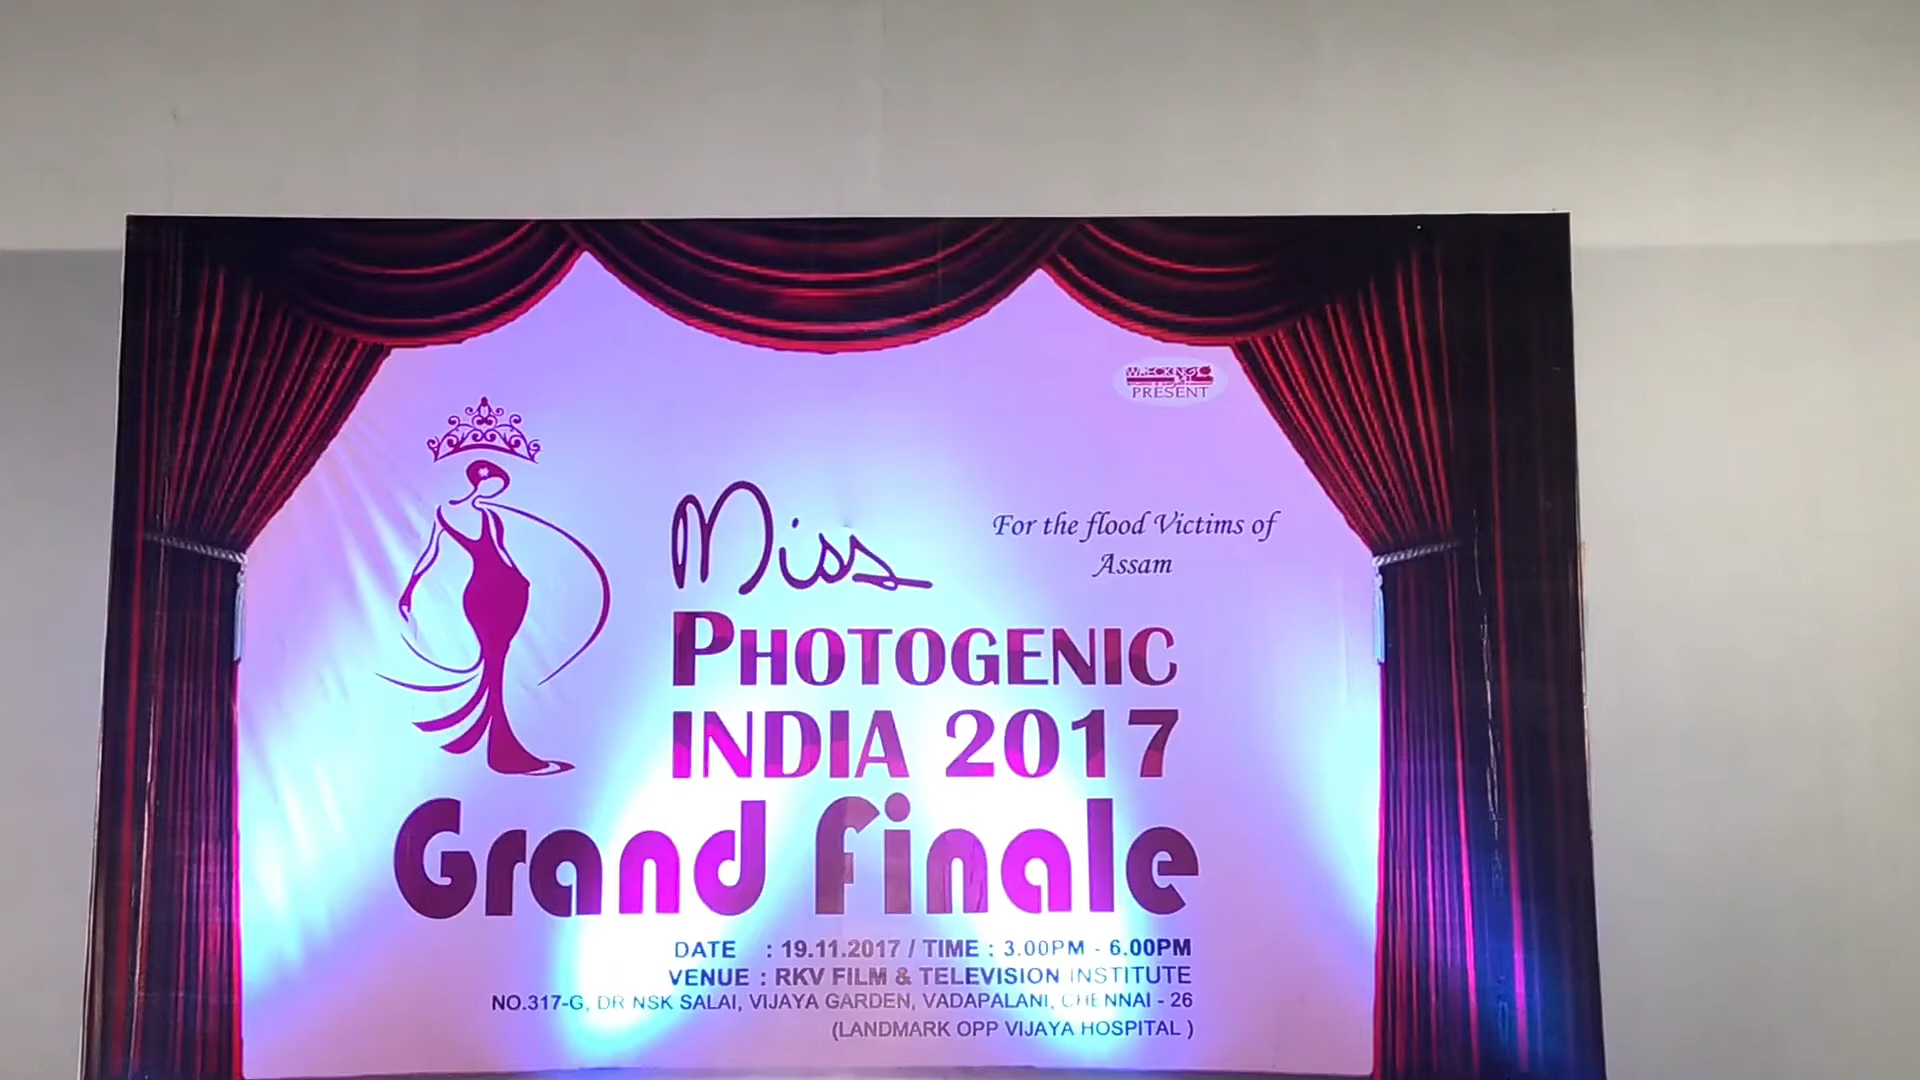 WRECKING
PRESENT
For the flood Victims of
Assam
Miss
PHOTOGENIC
INDIA 2017
Grand Finale
DATE : 19.11.2017 / TIME : 3.00PM - 6.00PM
VENUE : RKV FILM & TELEVISION INSTITUTE
NO.317-G, DR NSK SALAI, VIJAYA GARDEN, VADAPALANI, CHENNAI - 26
(LANDMARK OPP VIJAYA HOSPITAL )